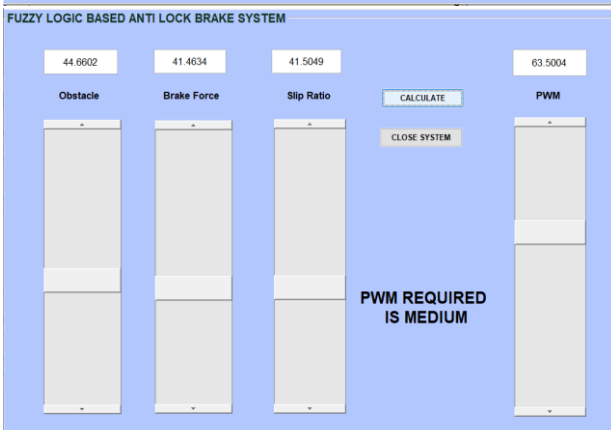 FUZZY LOGIC BASED ANTI LOCK BRAKE SYSTEM
44.6602 41.4634 41.5049 63.5004
Obstacle Brake Force Slip Ratio CALCULATE PWM
CLOSE SYSTEM
PWM REQUIRED
IS MEDIUM